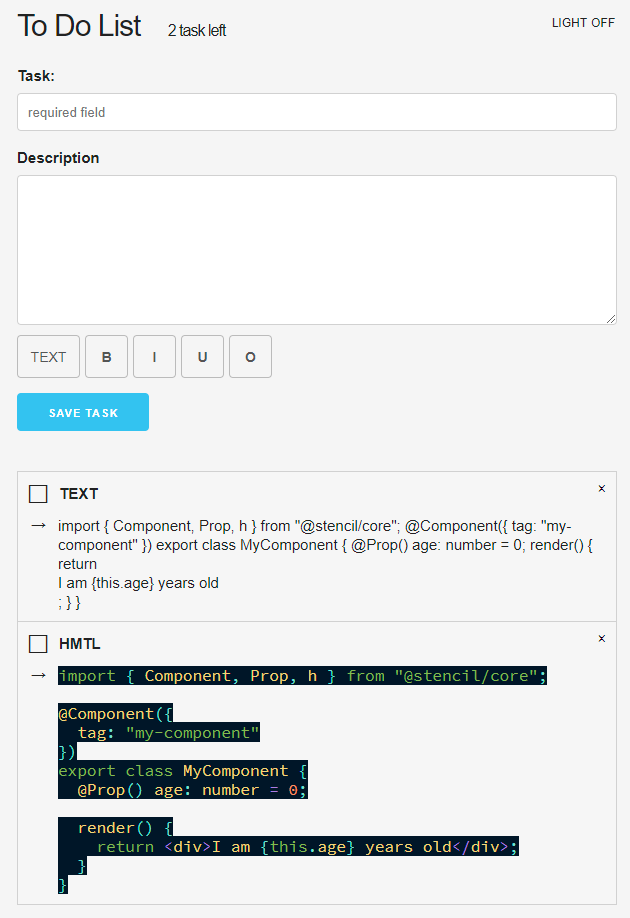 To Do List 2 task left LIGHT OFF
Task:
required field
Description
TEXT B I U O
SAVE TASK
TEXT x
→ import { Component, Prop, h } from "@stencil/core"; @Component({ tag: "my-
component" }) export class MyComponent { @Prop() age: number = 0; render() {
return
I am {this.age} years old
; } }
HMTL x
→ import { Component, Prop, h } from "@stencil/core";
@Component({
  tag: "my-component"
})
export class MyComponent {
  @Prop() age: number = 0;
  render() {
    return <div>I am {this.age} years old</div>;
  }
}